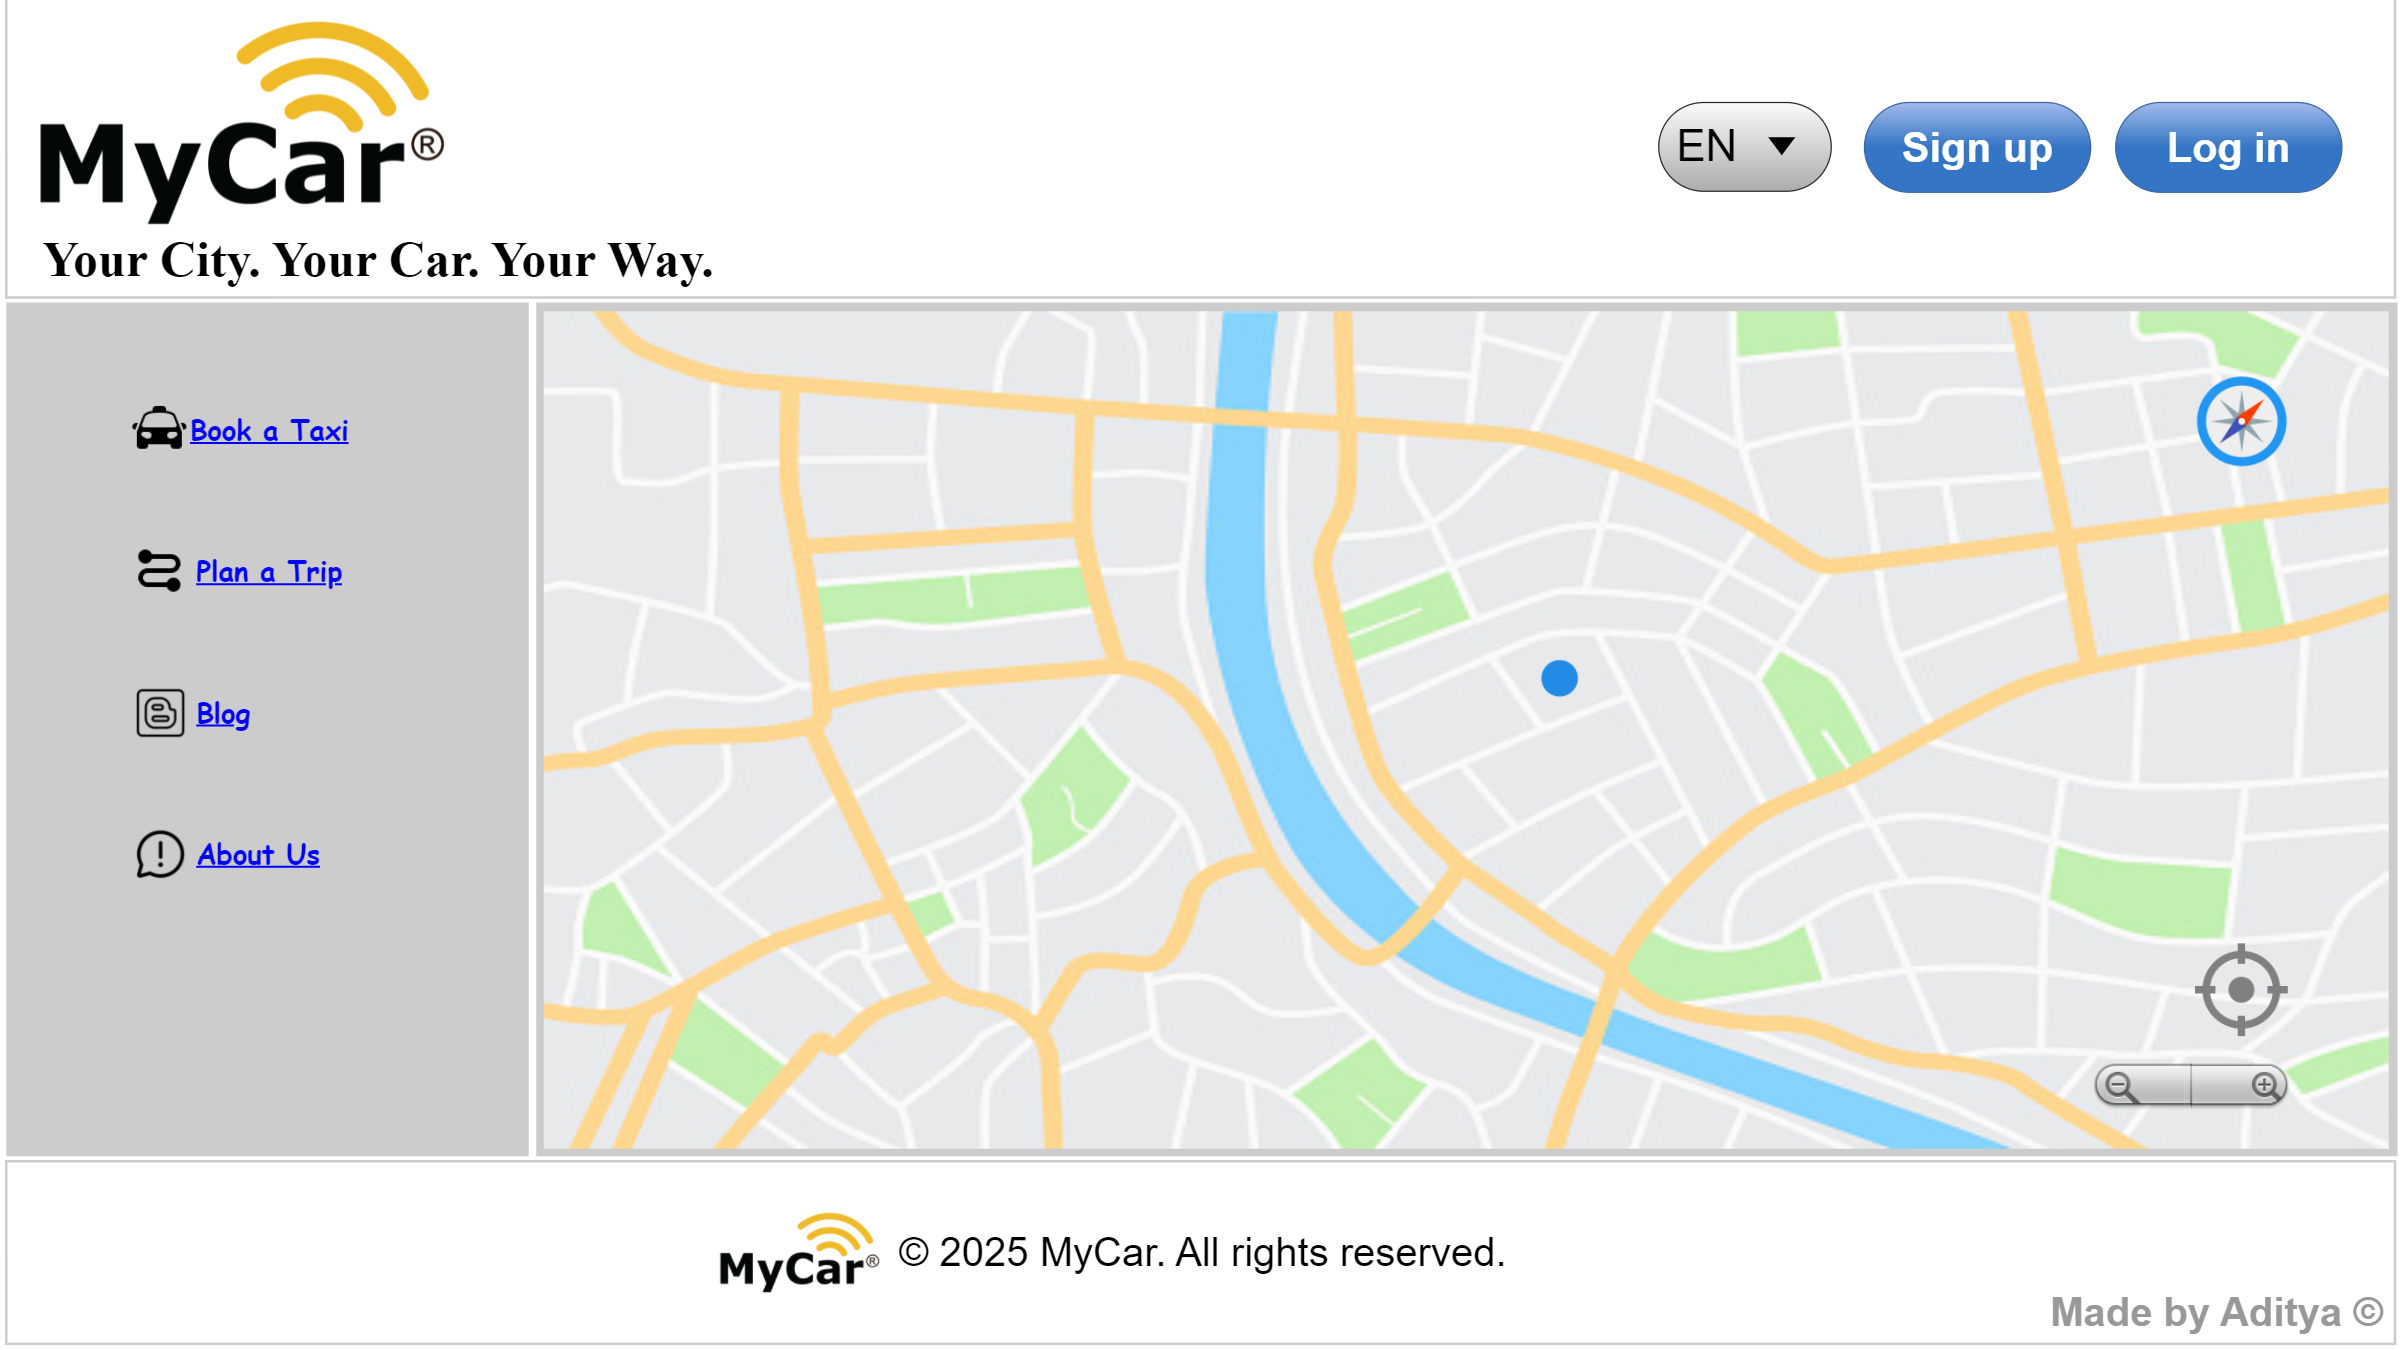 MyCar®
Your City. Your Car. Your Way.
EN
Sign up
Log in
Book a Taxi
Plan a Trip
Blog
About Us
MyCar® © 2025 MyCar. All rights reserved.
Made by Aditya ©